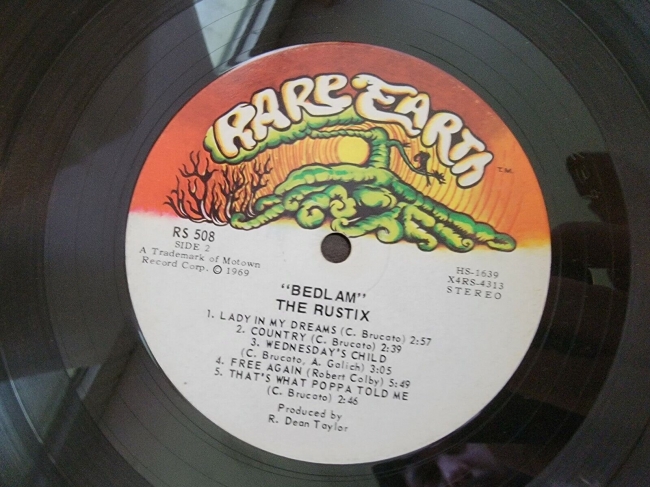 RARE EARTH
T.M.
RS 508
SIDE 2
A Trademark of Motown
Record Corp. © 1969
HS-1639
X4RS-4313
STEREO
"BEDLAM"
THE RUSTIX
1. LADY IN MY DREAMS (C. Brucato) 2:57
2. COUNTRY (C. Brucato) 2:39
3. WEDNESDAY'S CHILD
(C. Brucato, A. Golich) 3:05
4. FREE AGAIN (Robert Colby) 5:49
5. THAT'S WHAT POPPA TOLD ME
(C. Brucato) 2:46
Produced by
R. Dean Taylor